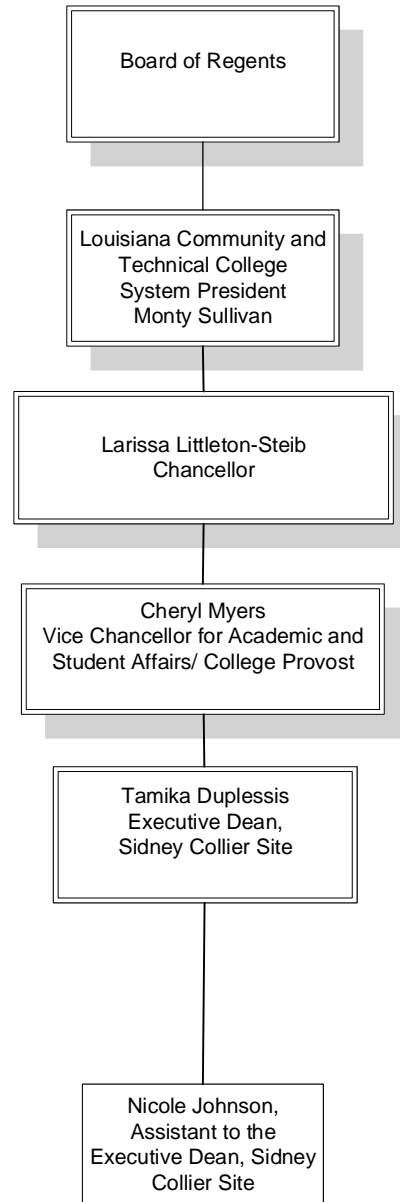 Board of Regents
Louisiana Community and
Technical College
System President
Monty Sullivan
Larissa Littleton-Steib
Chancellor
Cheryl Myers
Vice Chancellor for Academic and
Student Affairs/ College Provost
Tamika Duplessis
Executive Dean,
Sidney Collier Site
Nicole Johnson,
Assistant to the
Executive Dean, Sidney
Collier Site